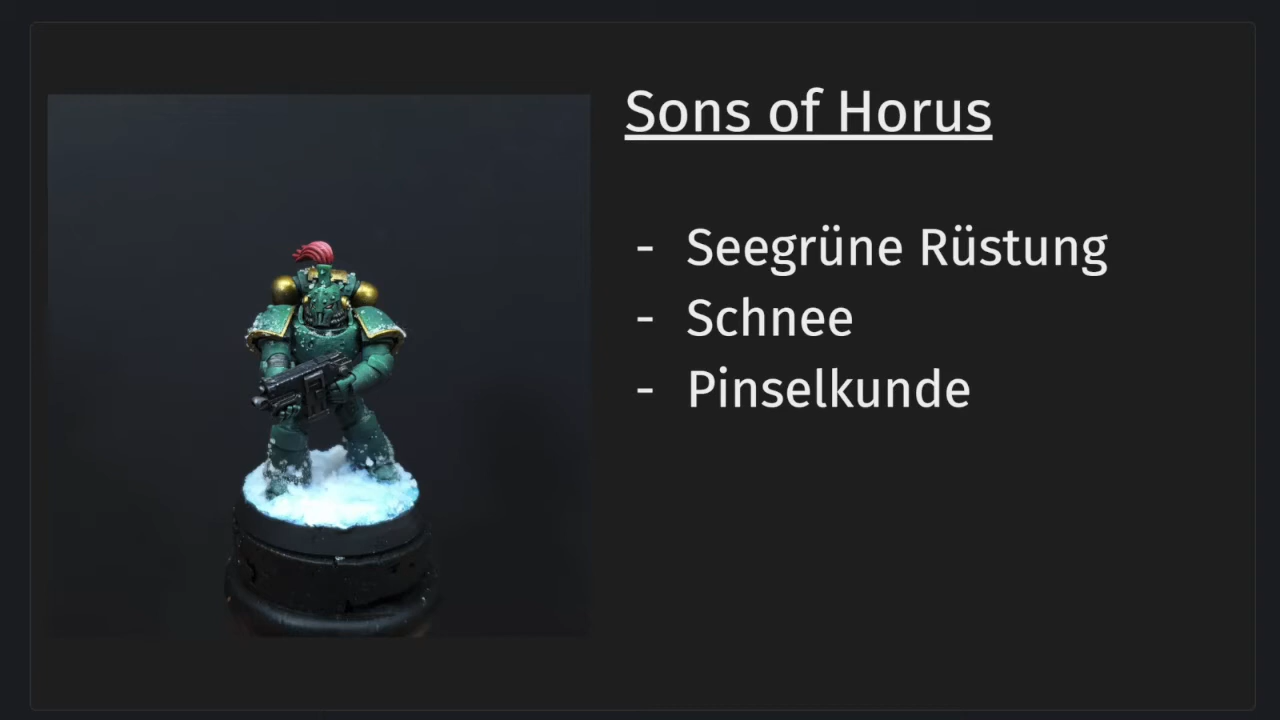 Sons of Horus
- Seegrüne Rüstung
- Schnee
- Pinselkunde